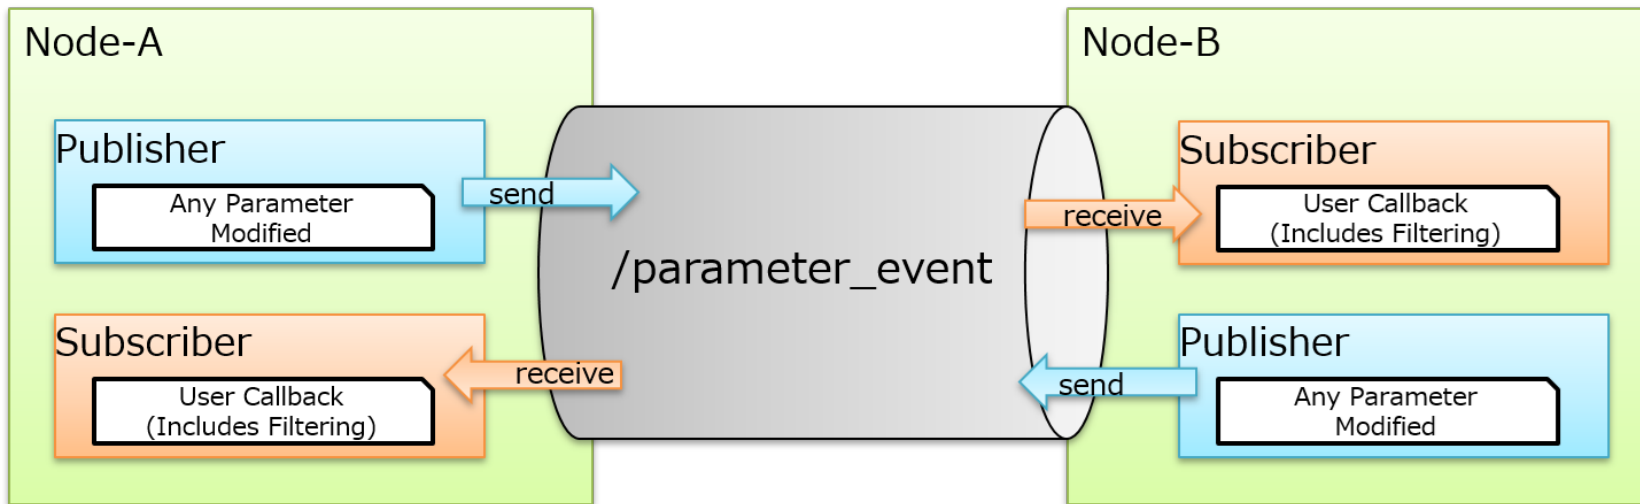 Node-A
Publisher
Any Parameter
Modified
send
Subscriber
User Callback
(Includes Filtering)
receive
/parameter_event
Node-B
Subscriber
receive
User Callback
(Includes Filtering)
Publisher
send
Any Parameter
Modified